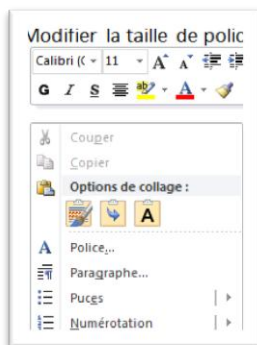 Modifier la taille de polic
Calibri (C 11 A A
G I S ab A
Couper
Copier
Options de collage :
A
A Police...
Paragraphe...
Puces
Numérotation